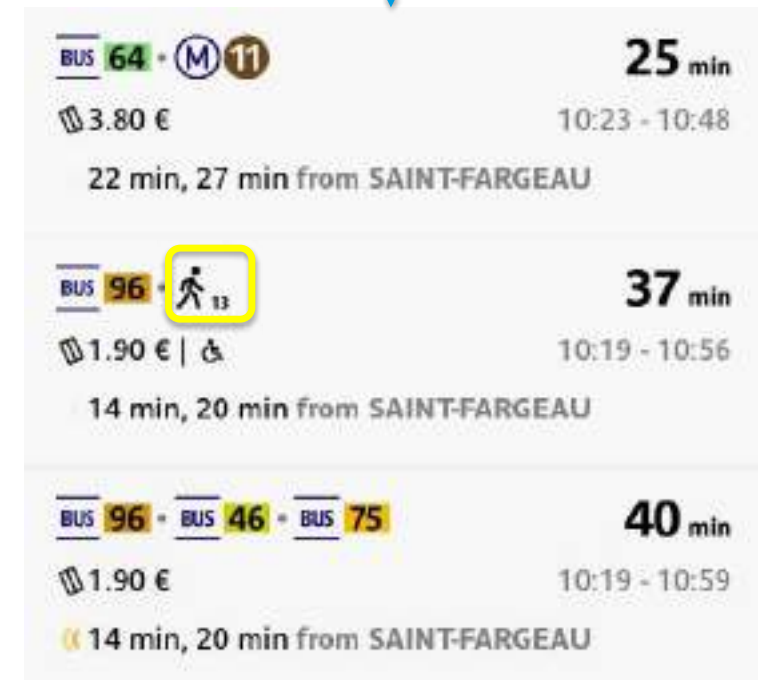 BUS 64 · M 11 25 min
3.80 € 10:23 - 10:48
22 min, 27 min from SAINT-FARGEAU
BUS 96 · 13 37 min
1.90 € | 10:19 - 10:56
14 min, 20 min from SAINT-FARGEAU
BUS 96 · BUS 46 · BUS 75 40 min
1.90 € 10:19 - 10:59
14 min, 20 min from SAINT-FARGEAU